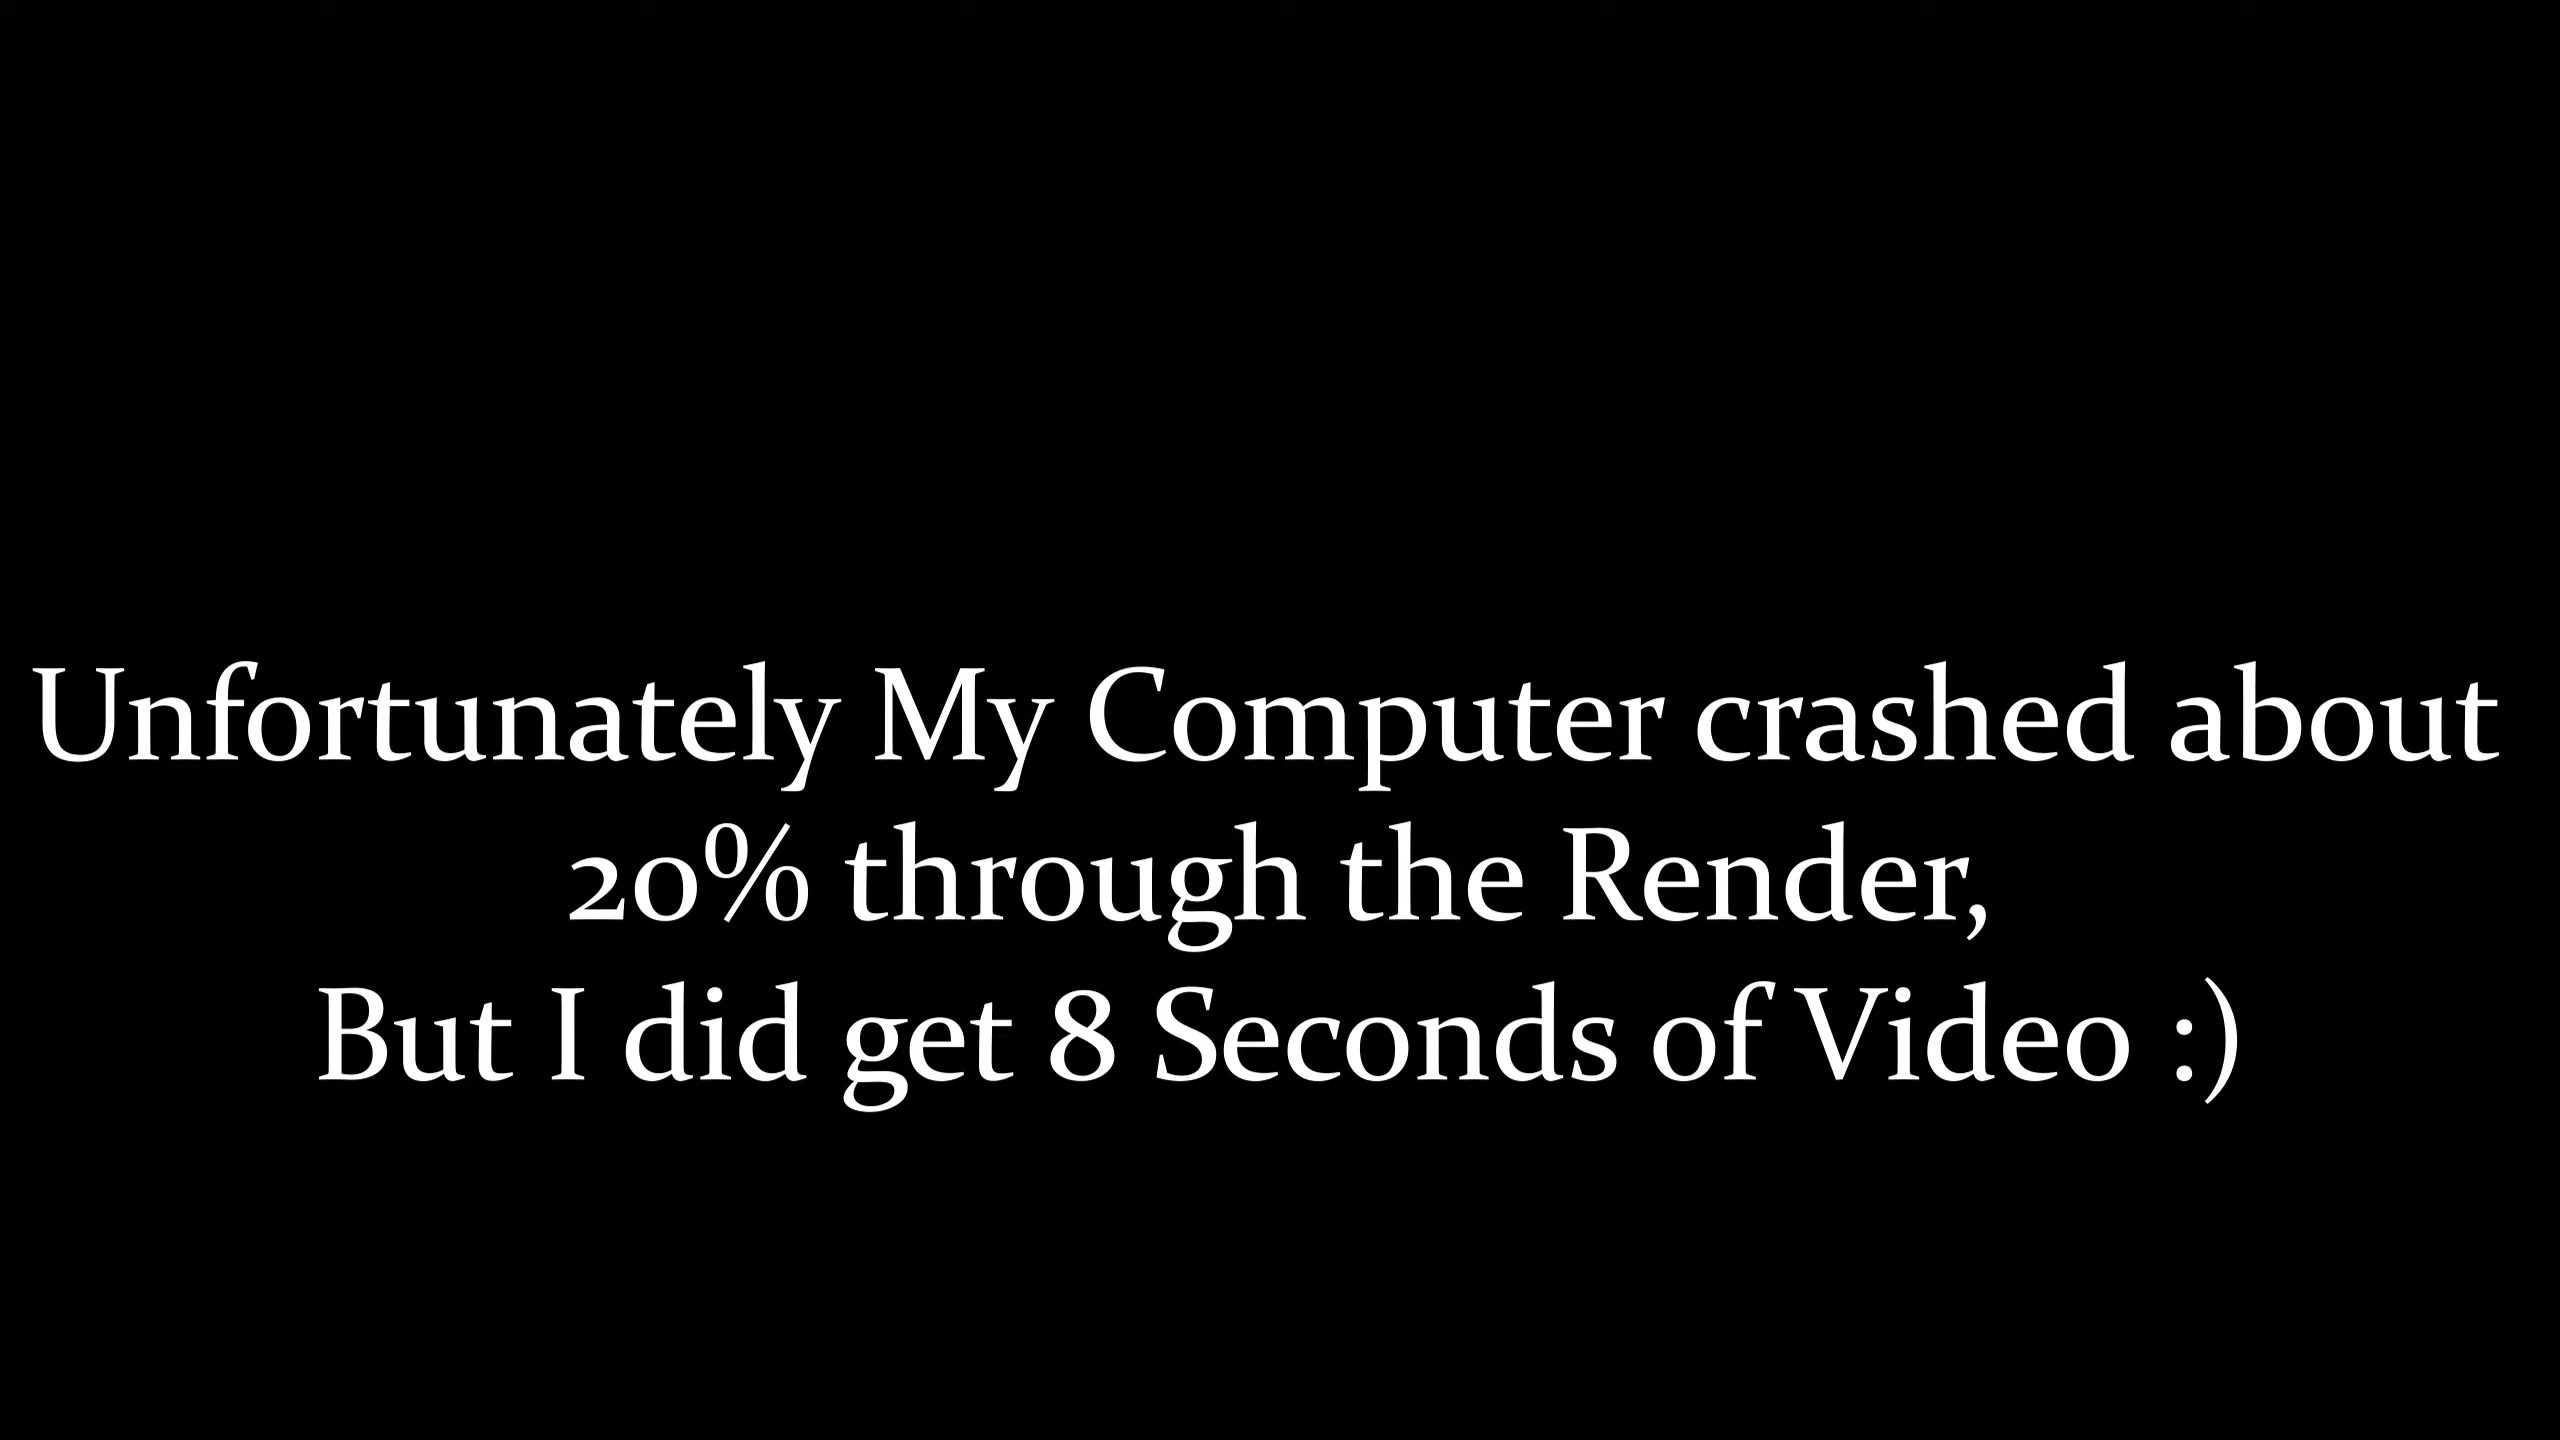 Unfortunately My Computer crashed about
20% through the Render,
But I did get 8 Seconds of Video :)